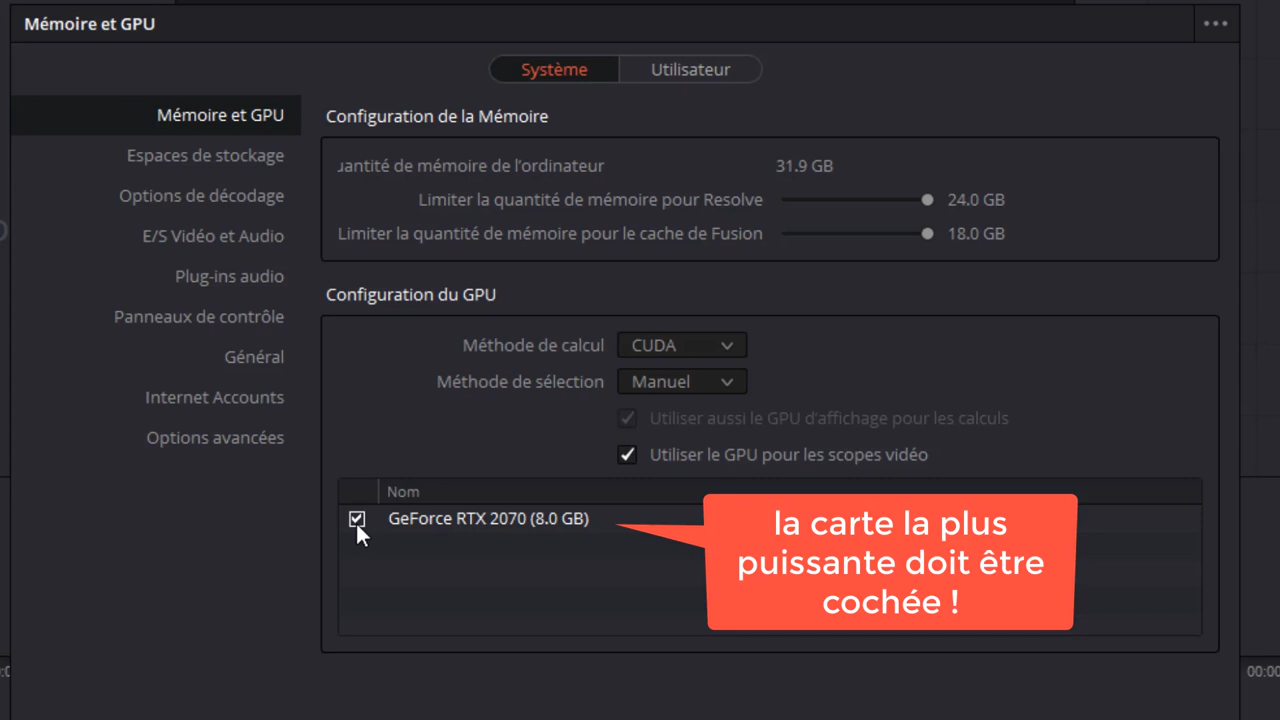 Mémoire et GPU
Système
Utilisateur
Mémoire et GPU
Espaces de stockage
Options de décodage
E/S Vidéo et Audio
Plug-ins audio
Panneaux de contrôle
Général
Internet Accounts
Options avancées
Configuration de la Mémoire
uantité de mémoire de l'ordinateur 31.9 GB
Limiter la quantité de mémoire pour Resolve 24.0 GB
Limiter la quantité de mémoire pour le cache de Fusion 18.0 GB
Configuration du GPU
Méthode de calcul CUDA
Méthode de sélection Manuel
Utiliser aussi le GPU d'affichage pour les calculs
Utiliser le GPU pour les scopes vidéo
Nom
GeForce RTX 2070 (8.0 GB)
la carte la plus
puissante doit être
cochée !